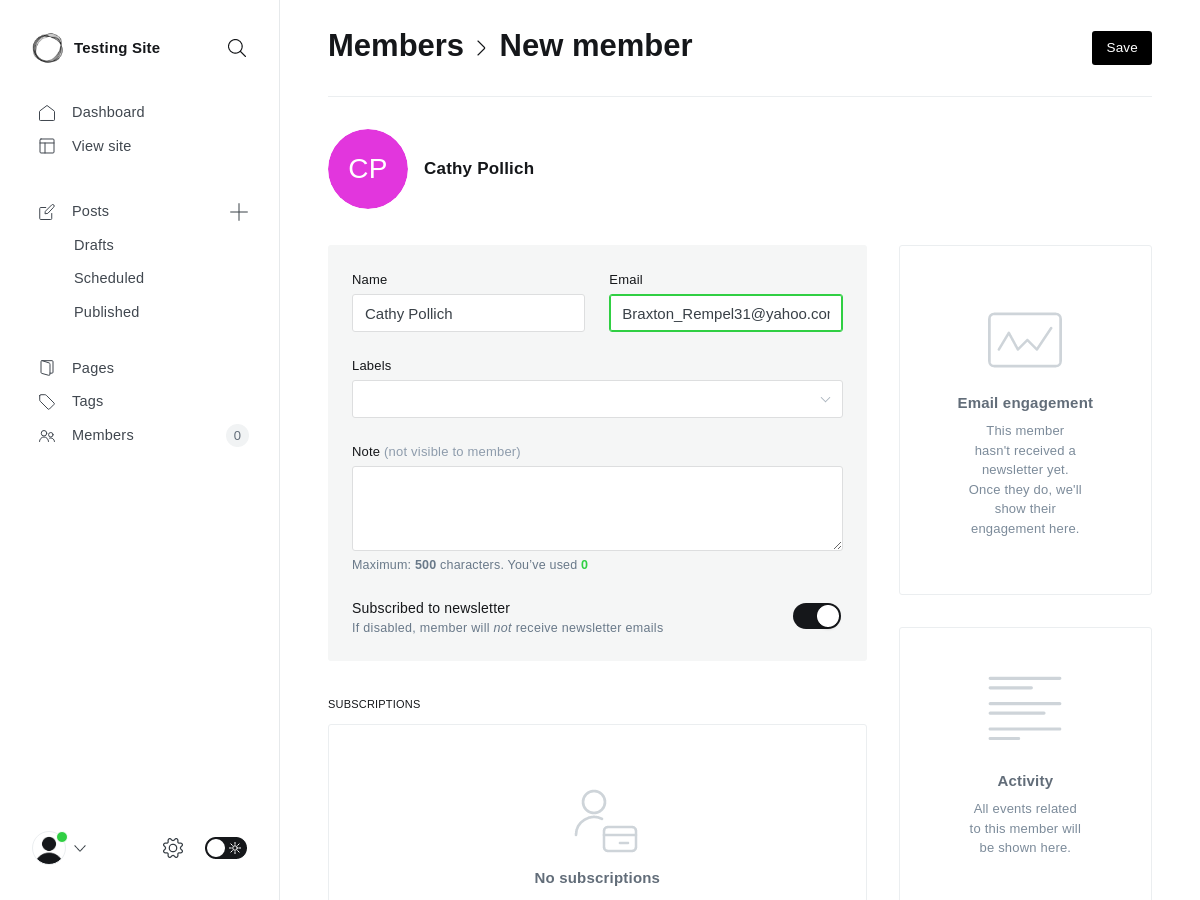 Testing Site
Dashboard
View site
Posts
Drafts
Scheduled
Published
Pages
Tags
Members
0
Members New member
Save
CP
Cathy Pollich
Name
Email
Cathy Pollich
Braxton_Rempel31@yahoo.co
Labels
Note (not visible to member)
Maximum: 500 characters. You've used 0
Subscribed to newsletter
If disabled, member will not receive newsletter emails
SUBSCRIPTIONS
No subscriptions
Email engagement
This member
hasn't received a
newsletter yet.
Once they do, we'll
show their
engagement here.
Activity
All events related
to this member will
be shown here.